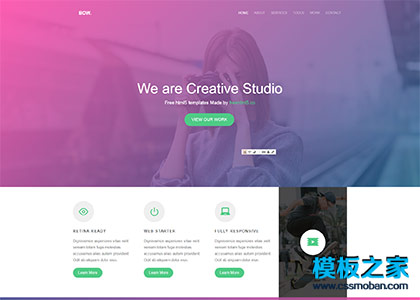 BOW.
HOME ABOUT SERVICES TOUCH WORK CONTACT
We are Creative Studio
Free html5 templates Made by freehtml5.co
VIEW OUR WORK
RETINA READY
Dignissimos asperiores vitae velit
veniam totam fuga molestias
accusamus alias autem provident.
Odit ab aliquam dolor eius.
Learn More
WEB STARTER
Dignissimos asperiores vitae velit
veniam totam fuga molestias
accusamus alias autem provident.
Odit ab aliquam dolor eius.
Learn More
FULLY RESPONSIVE
Dignissimos asperiores vitae velit
veniam totam fuga molestias
accusamus alias autem provident.
Odit ab aliquam dolor eius.
Learn More
模板之家
www.cssmoban.com